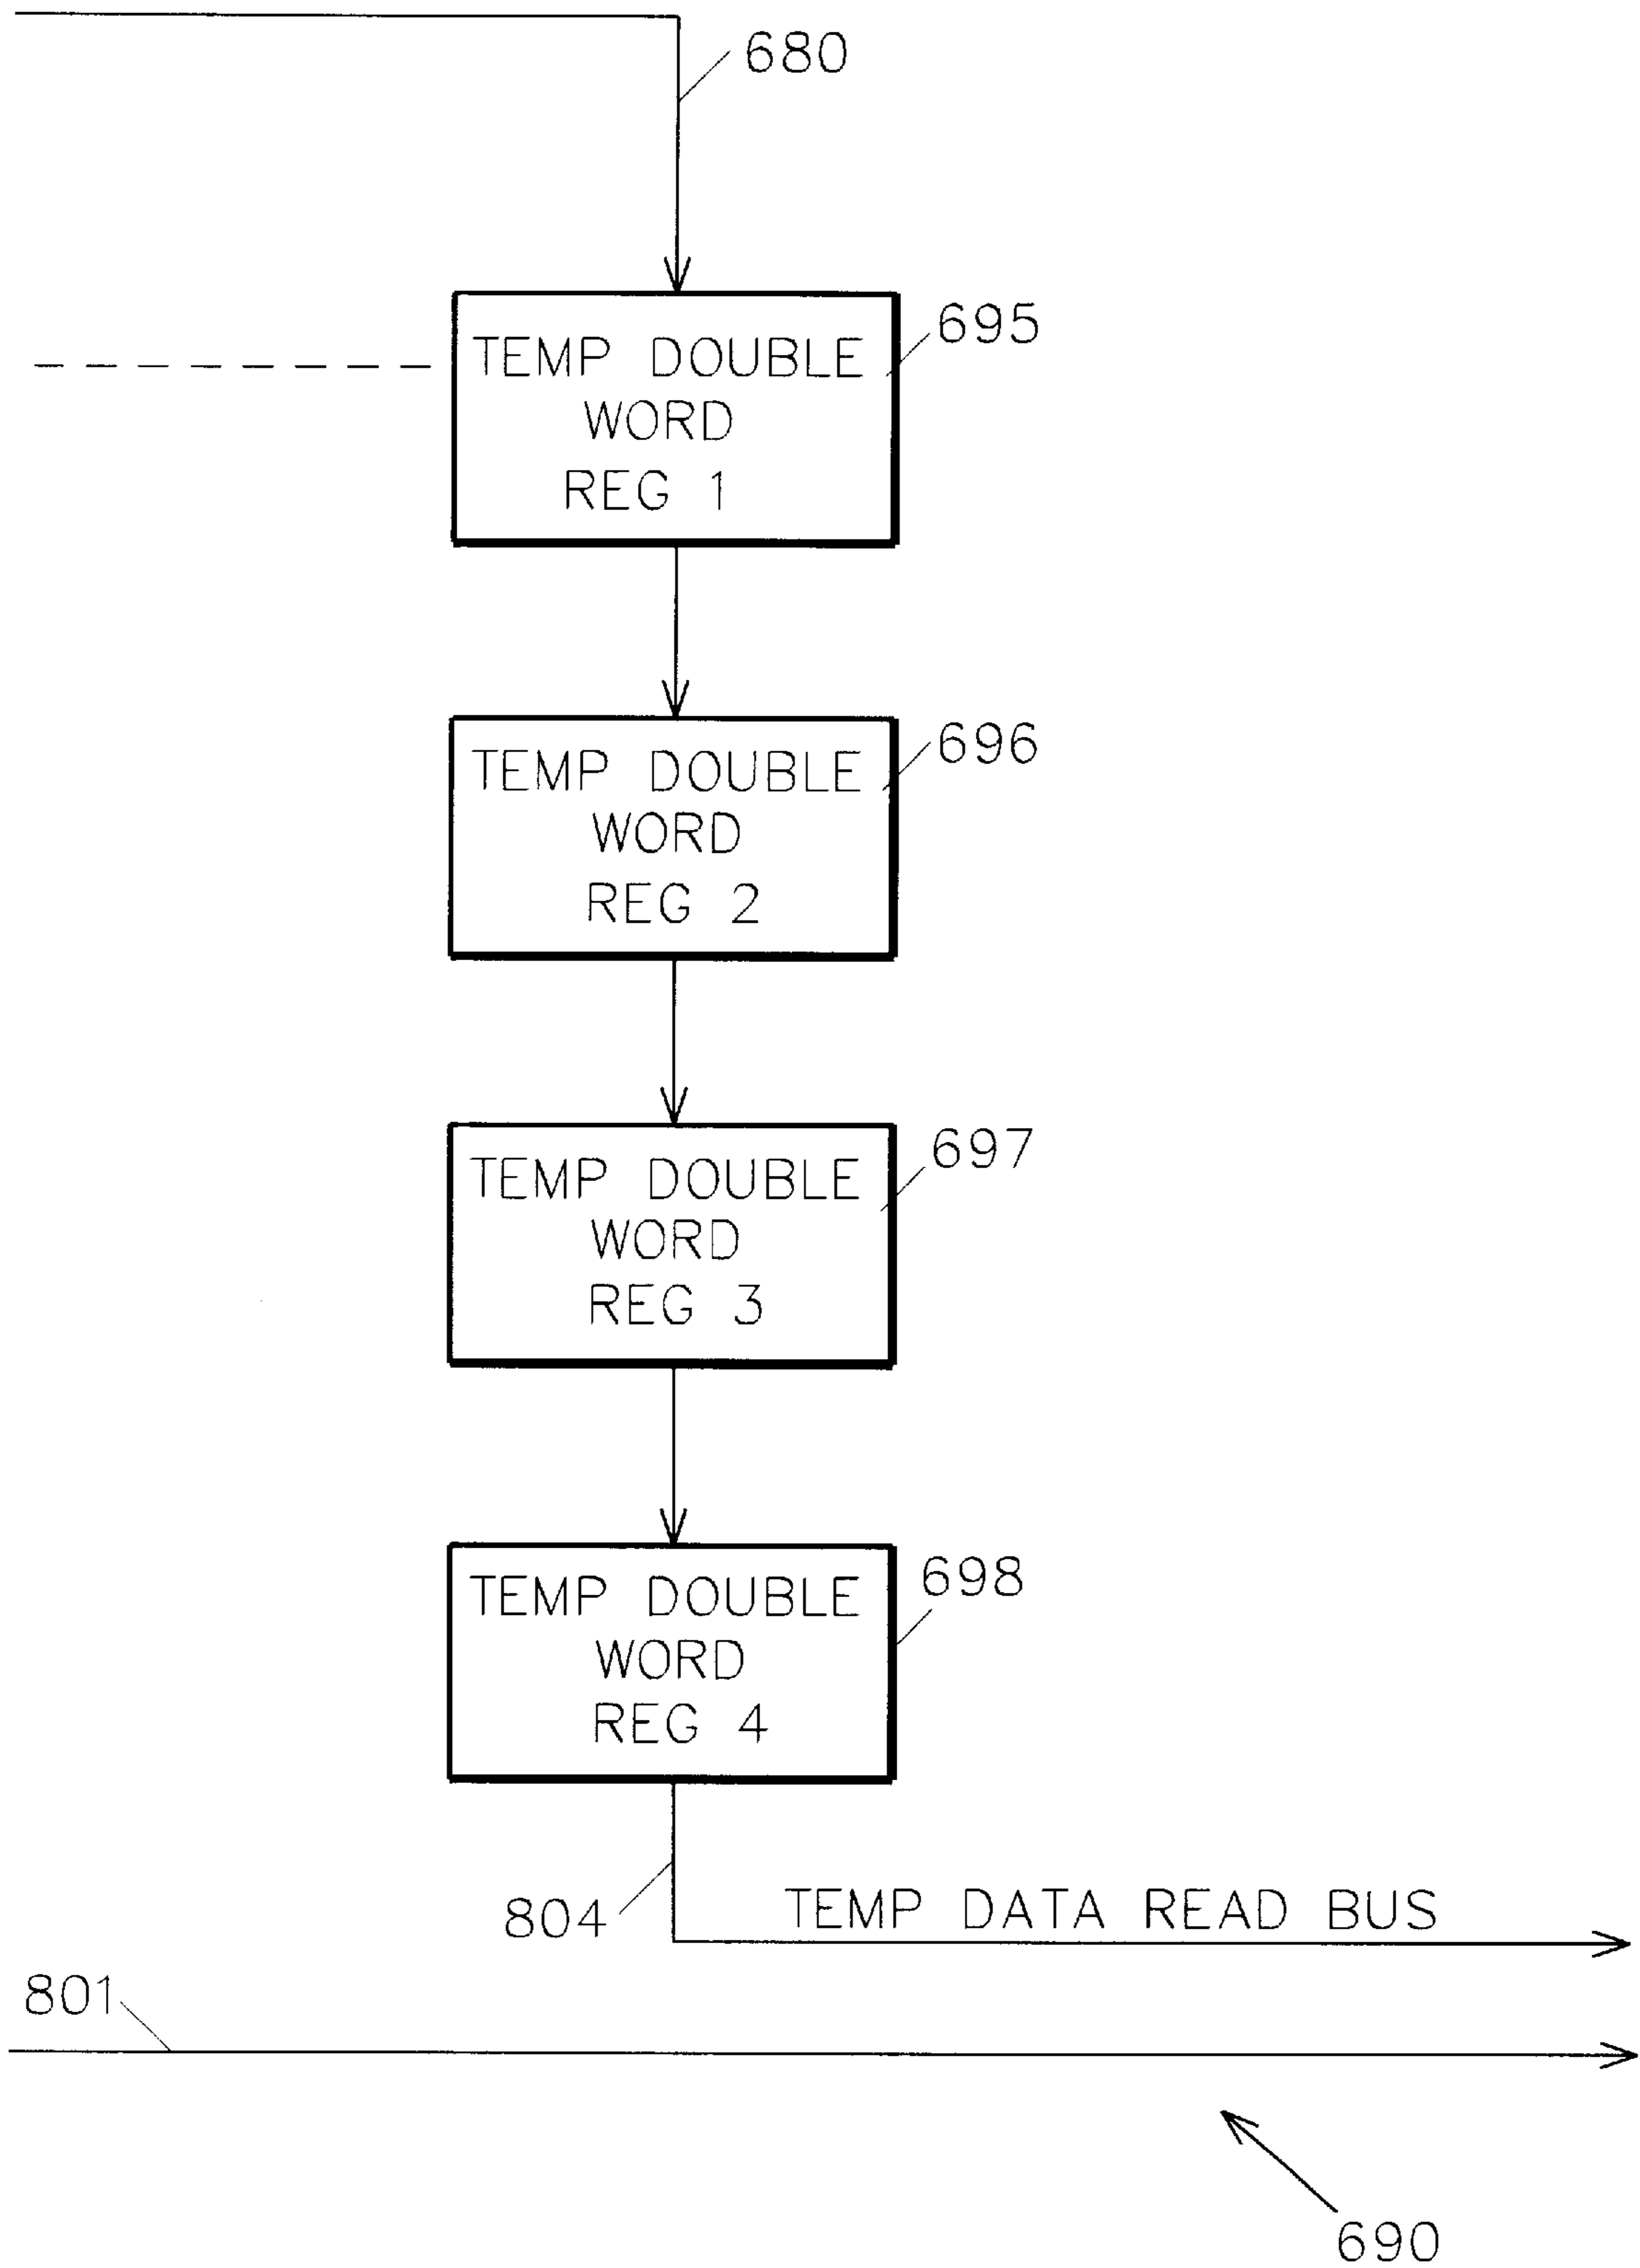 680
695
TEMP DOUBLE
WORD
REG 1
696
TEMP DOUBLE
WORD
REG 2
697
TEMP DOUBLE
WORD
REG 3
698
TEMP DOUBLE
WORD
REG 4
804
TEMP DATA READ BUS
801
690